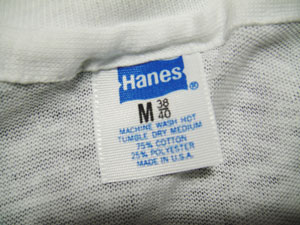 Hanes®
M 38/40
MACHINE WASH HOT
TUMBLE DRY MEDIUM
75% COTTON
25% POLYESTER
MADE IN U.S.A.